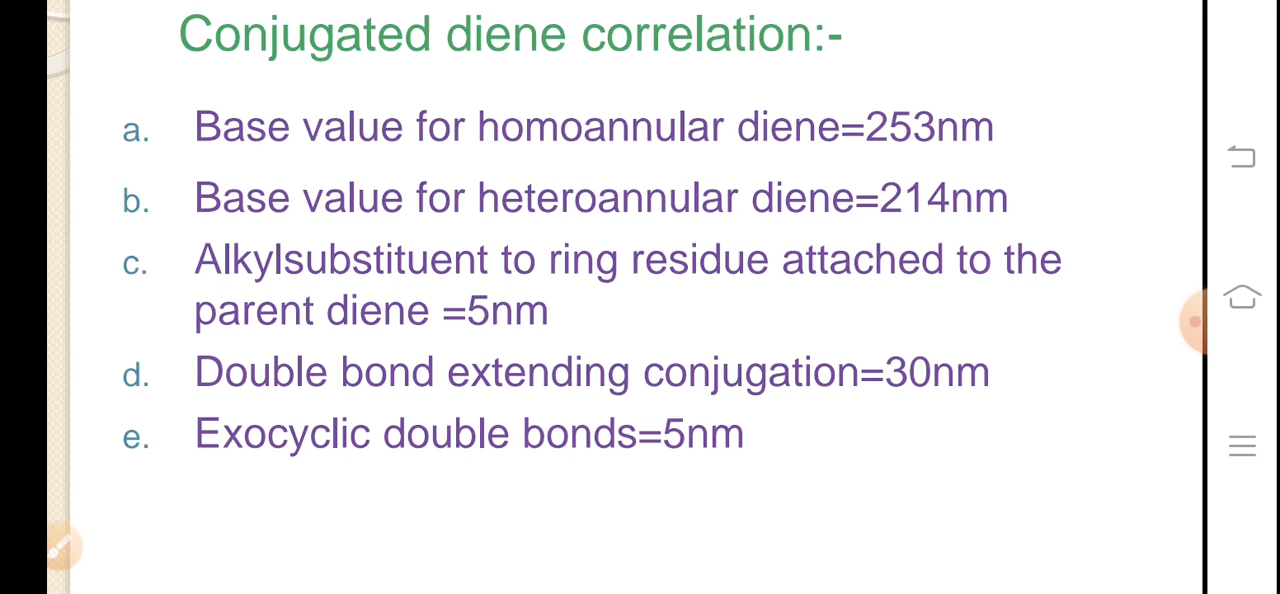 Conjugated diene correlation:-
a. Base value for homoannular diene=253nm
b. Base value for heteroannular diene=214nm
c. Alkylsubstituent to ring residue attached to the
parent diene =5nm
d. Double bond extending conjugation=30nm
e. Exocyclic double bonds=5nm